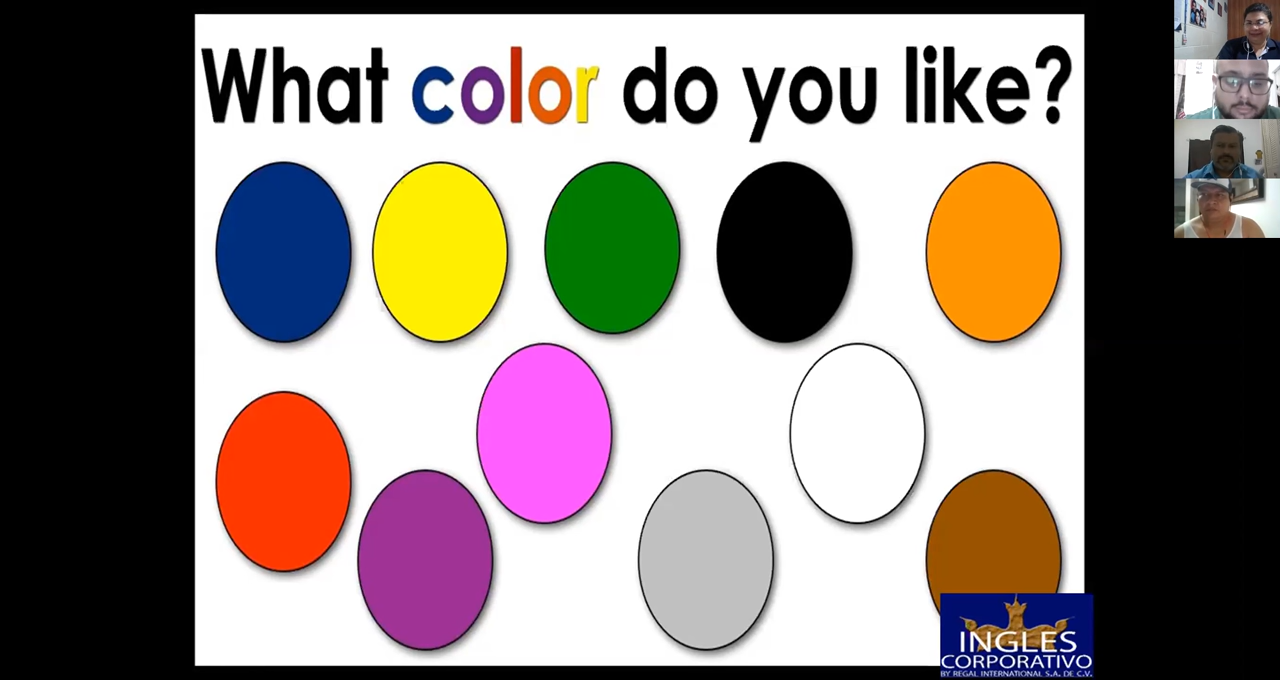 What color do you like?
INGLES
CORPORATIVO
BY REGAL INTERNATIONAL S.A. DE C.V.